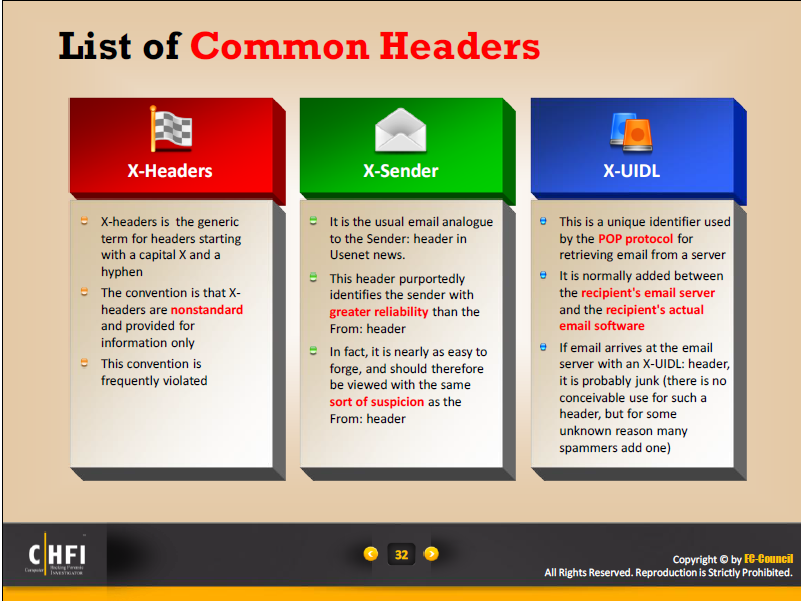 List of Common Headers
X-Headers
X-headers is the generic
term for headers starting
with a capital X and a
hyphen
The convention is that X-
headers are nonstandard
and provided for
information only
This convention is
frequently violated
X-Sender
It is the usual email analogue
to the Sender: header in
Usenet news.
This header purportedly
identifies the sender with
greater reliability than the
From: header
In fact, it is nearly as easy to
forge, and should therefore
be viewed with the same
sort of suspicion as the
From: header
X-UIDL
This is a unique identifier used
by the POP protocol for
retrieving email from a server
It is normally added between
the recipient's email server
and the recipient's actual
email software
If email arrives at the email
server with an X-UIDL: header,
it is probably junk (there is no
conceivable use for such a
header, but for some
unknown reason many
spammers add one)
CHFI
Computer Hacking Forensic
INVESTIGATOR
32
Copyright © by EC-Council
All Rights Reserved. Reproduction is Strictly Prohibited.